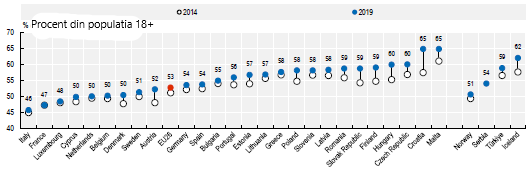 2014 2019
% Procent din populatia 18+
70
65
60
55
50
45
40
46 47 48 50 50 50 50 51 52 53 54 54 55 56 57 57 58 58 58 58 59 59 59 60 60 65 65 51 54 59 62
Italy
France
Luxembourg
Cyprus
Netherlands
Belgium
Denmark
Sweden
Austria
EU26
Germany
Spain
Bulgaria
Portugal
Estonia
Lithuania
Greece
Poland
Slovenia
Latvia
Romania
Slovak Republic
Finland
Hungary
Czech Republic
Croatia
Malta
Norway
Serbia
Türkiye
Iceland